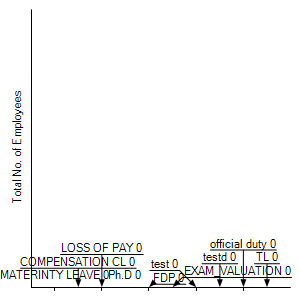 Total No. of Employees
official duty 0
LOSS OF PAY 0
testd 0 TL 0
COMPENSATION CL 0
test 0
MATERINTY LEAVE 0 Ph.D 0
FDP 0 EXAM_VALUATION 0